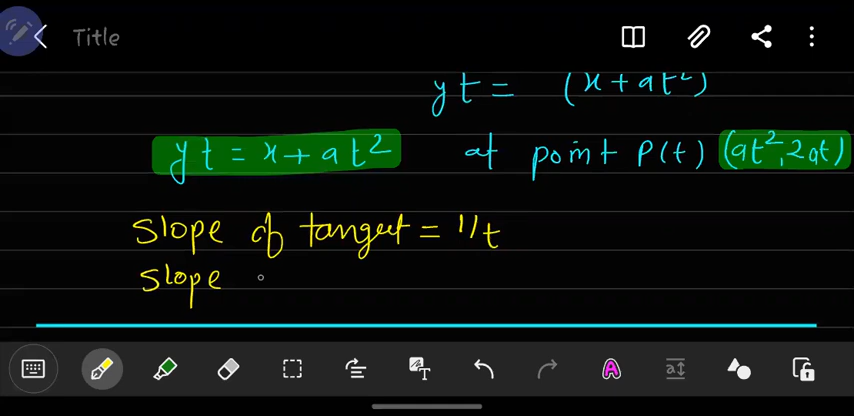 Title
yt = (x+at²)
yt = x+at² at point P(t) (at²,2at)
Slope of tangent = 1/t
Slope